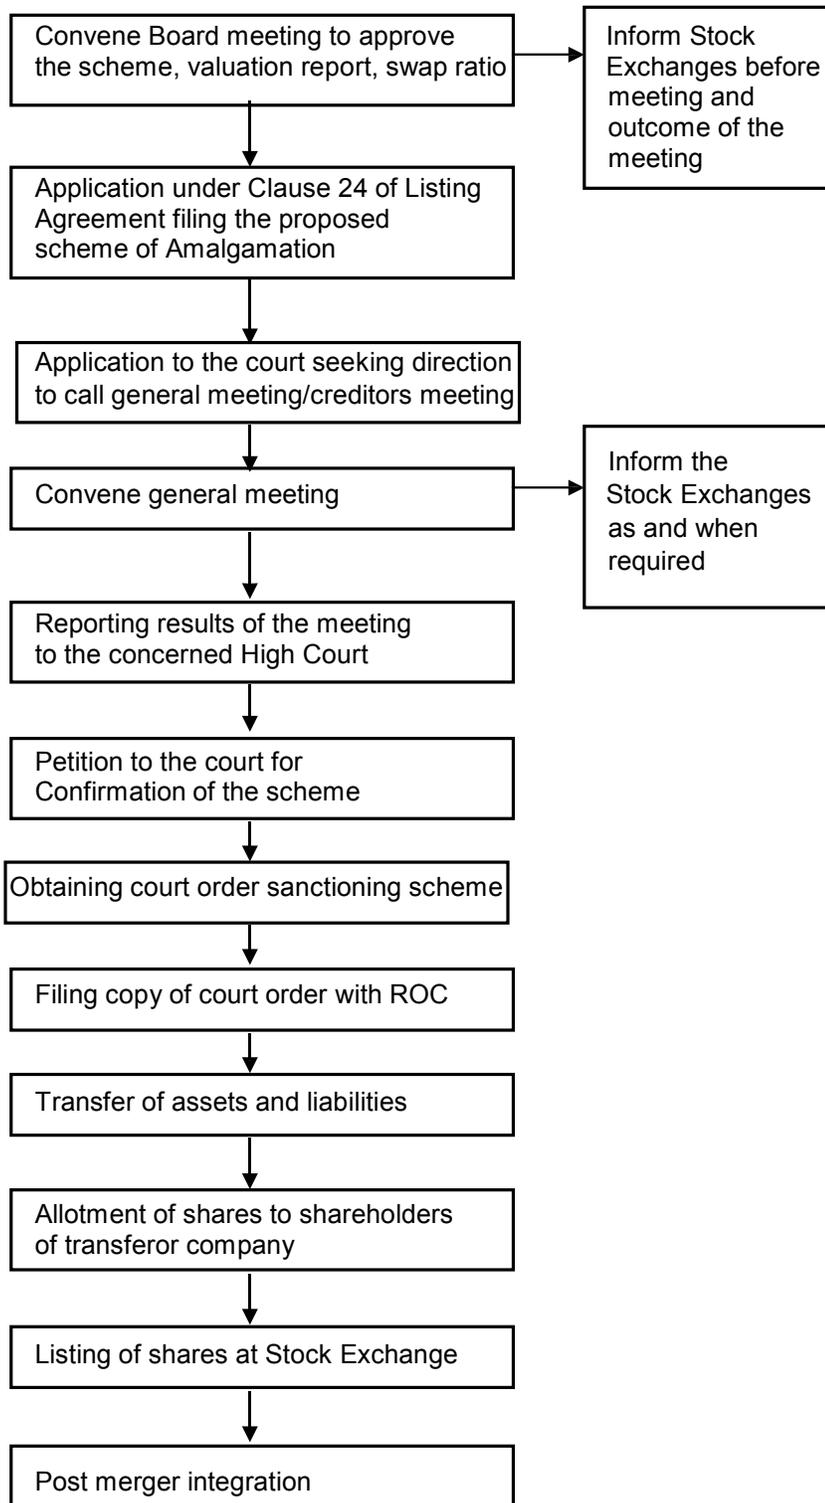 Convene Board meeting to approve
the scheme, valuation report, swap ratio
Inform Stock
Exchanges before
meeting and
outcome of the
meeting
Application under Clause 24 of Listing
Agreement filing the proposed
scheme of Amalgamation
Application to the court seeking direction
to call general meeting/creditors meeting
Convene general meeting
Inform the
Stock Exchanges
as and when
required
Reporting results of the meeting
to the concerned High Court
Petition to the court for
Confirmation of the scheme
Obtaining court order sanctioning scheme
Filing copy of court order with ROC
Transfer of assets and liabilities
Allotment of shares to shareholders
of transferor company
Listing of shares at Stock Exchange
Post merger integration